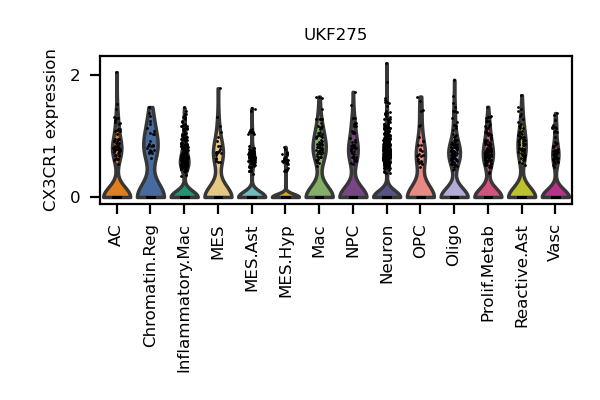 UKF275
CX3CR1 expression
2
0
AC
Chromatin.Reg
Inflammatory.Mac
MES
MES.Ast
MES.Hyp
Mac
NPC
Neuron
OPC
Oligo
Prolif.Metab
Reactive.Ast
Vasc